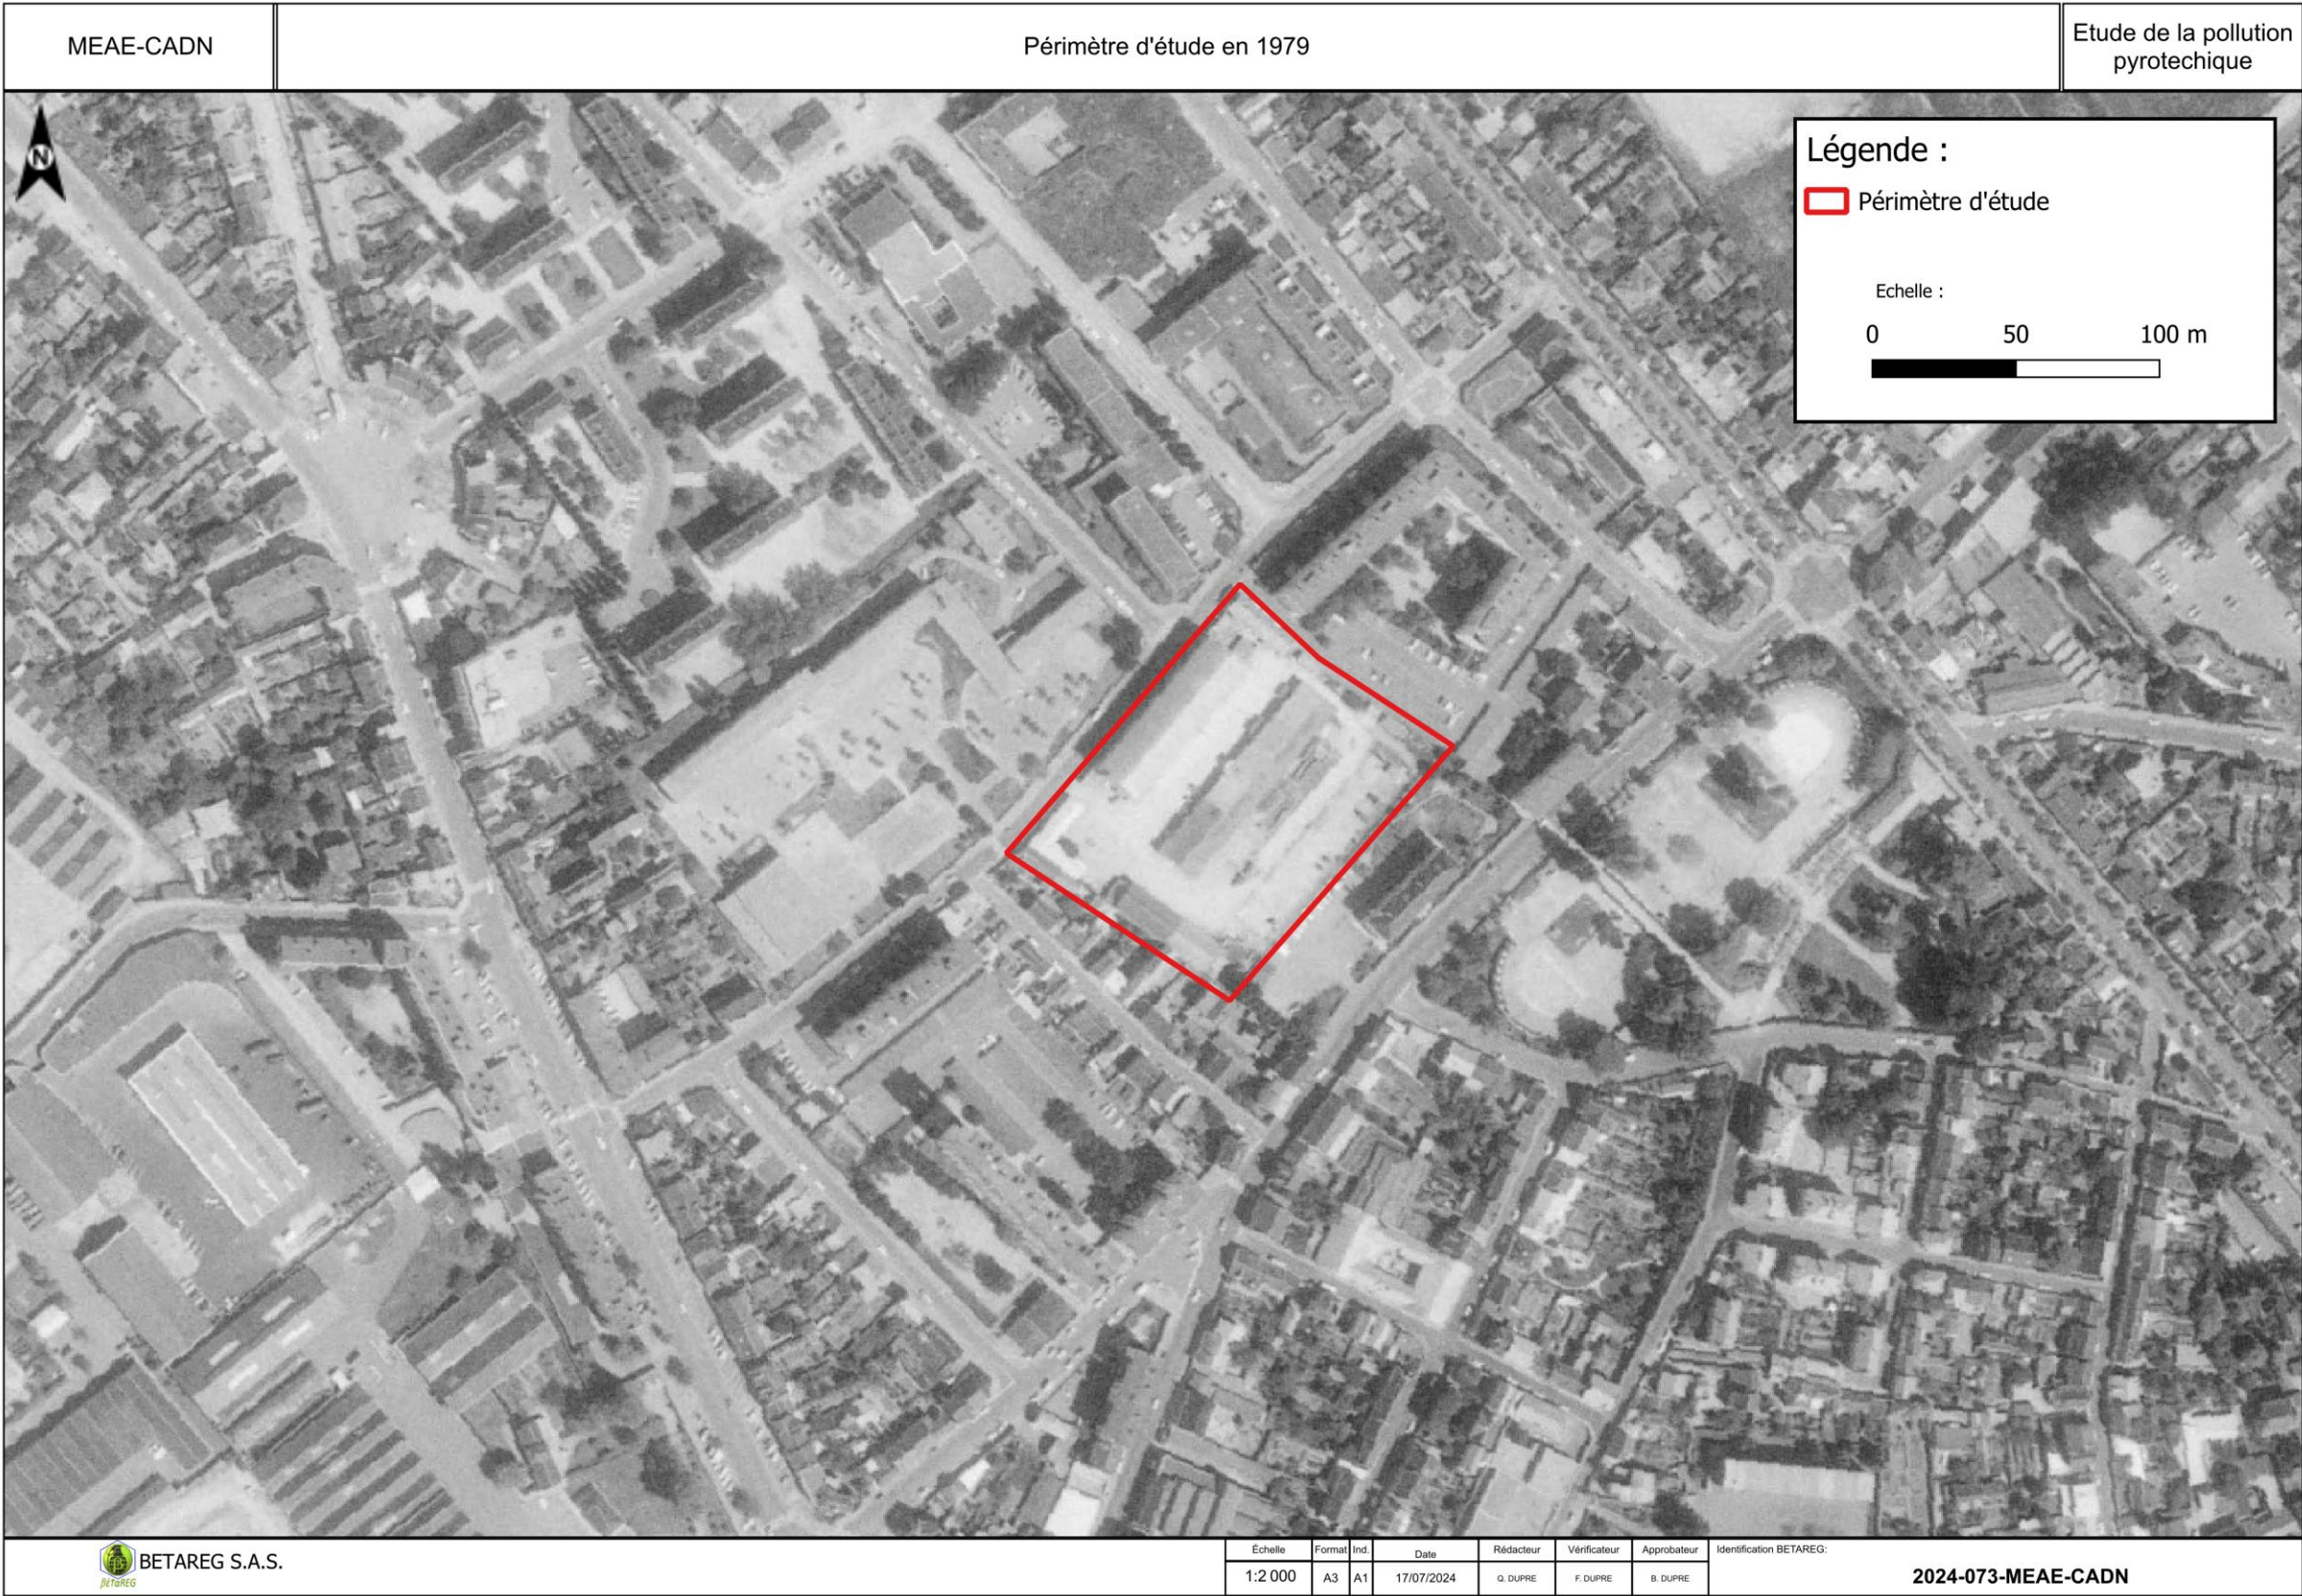 MEAE-CADN
Périmètre d'étude en 1979
Etude de la pollution
pyrotechique
N
Légende :
Périmètre d'étude
Echelle :
0 50 100 m
BETAREG S.A.S.
BETaREG
Échelle
1:2 000
Format
A3
Ind.
A1
Date
17/07/2024
Rédacteur
Q. DUPRE
Vérificateur
F. DUPRE
Approbateur
B. DUPRE
Identification BETAREG:
2024-073-MEAE-CADN